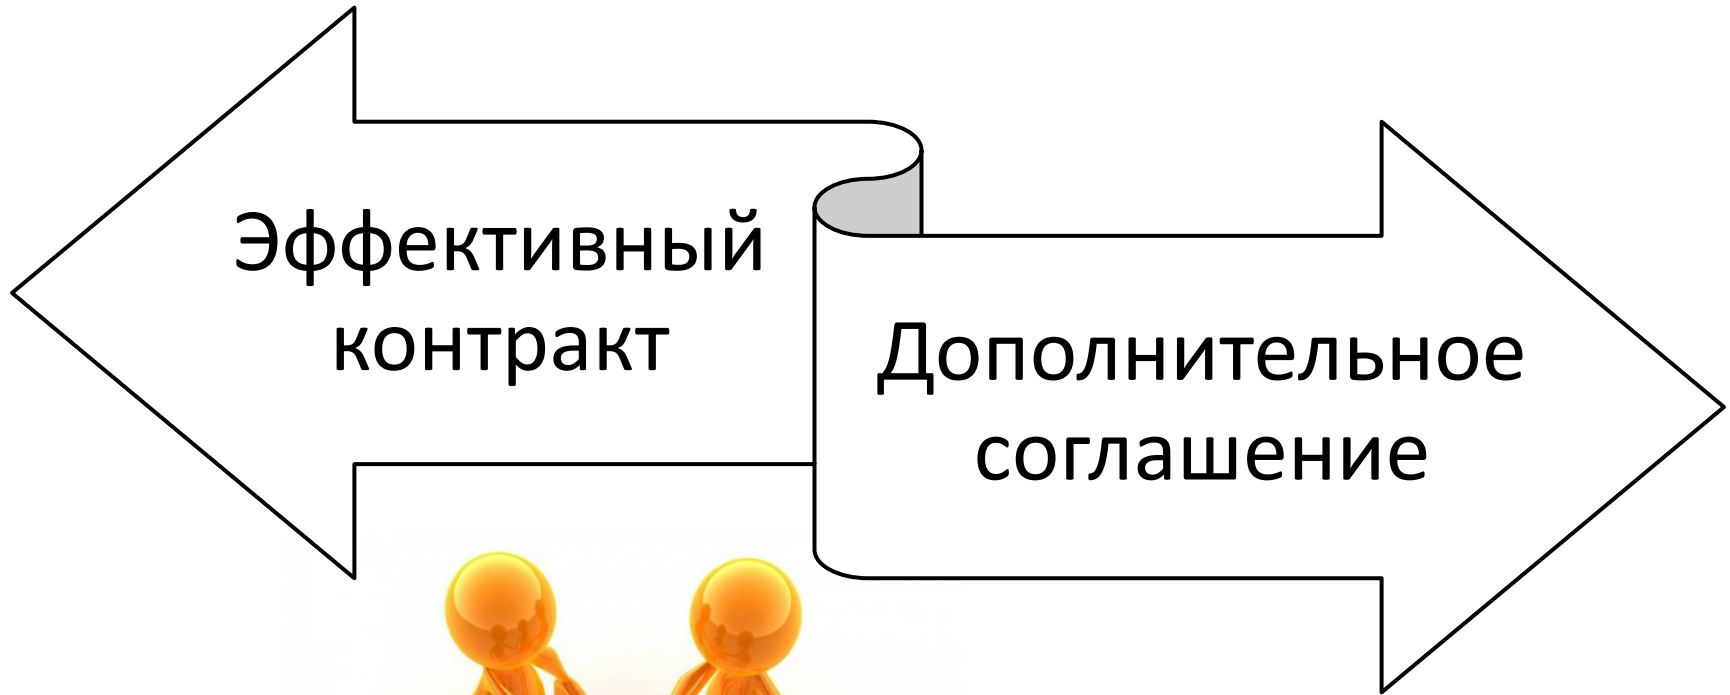 Эффективный
контракт
Дополнительное
соглашение